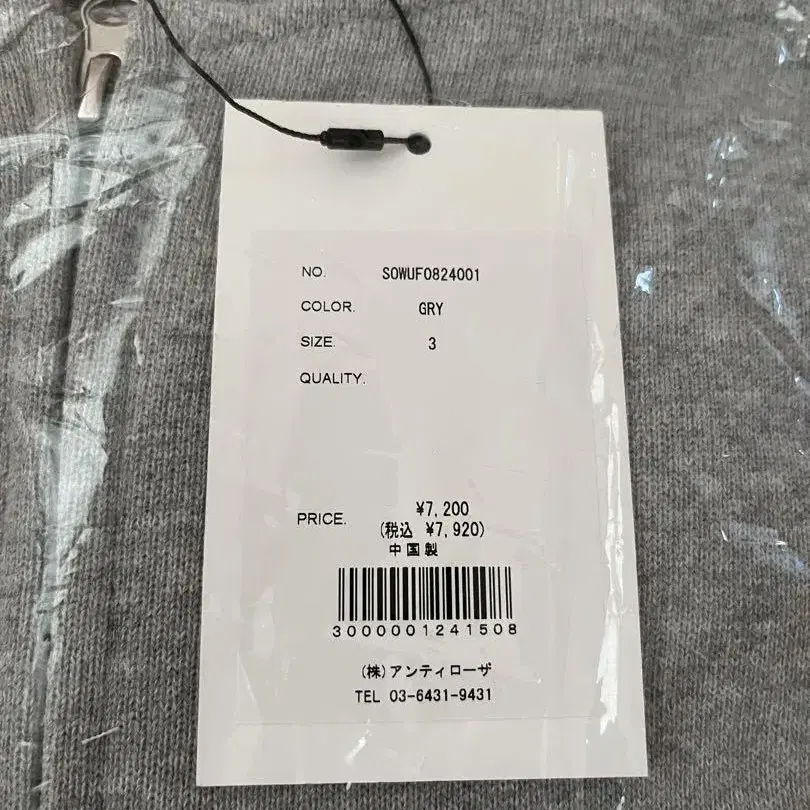 NO. SOWUF0824001
COLOR. GRY
SIZE. 3
QUALITY.
PRICE. ¥7,200
(税込 ¥7,920)
中国製
3000001241508
(株)アンティローザ
TEL 03-6431-9431